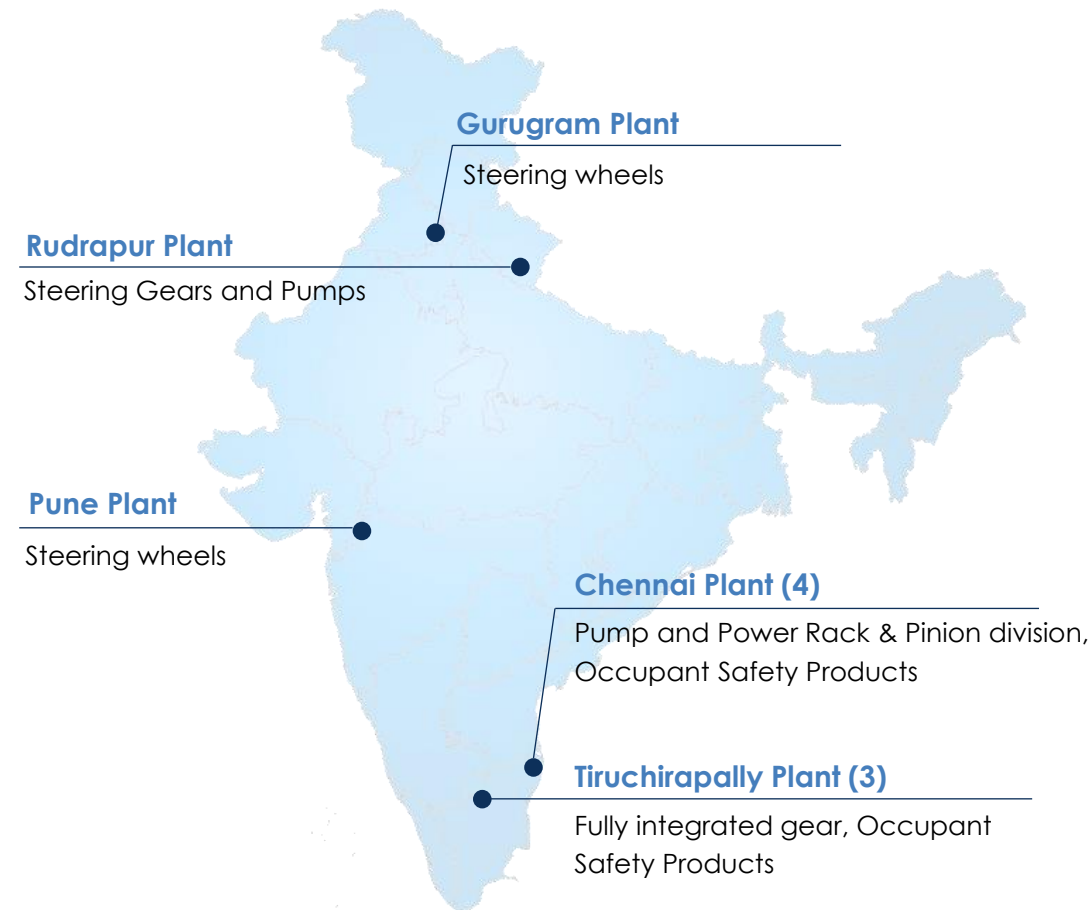 Gurugram Plant
Steering wheels
Rudrapur Plant
Steering Gears and Pumps
Pune Plant
Steering wheels
Chennai Plant (4)
Pump and Power Rack & Pinion division,
Occupant Safety Products
Tiruchirapally Plant (3)
Fully integrated gear, Occupant
Safety Products